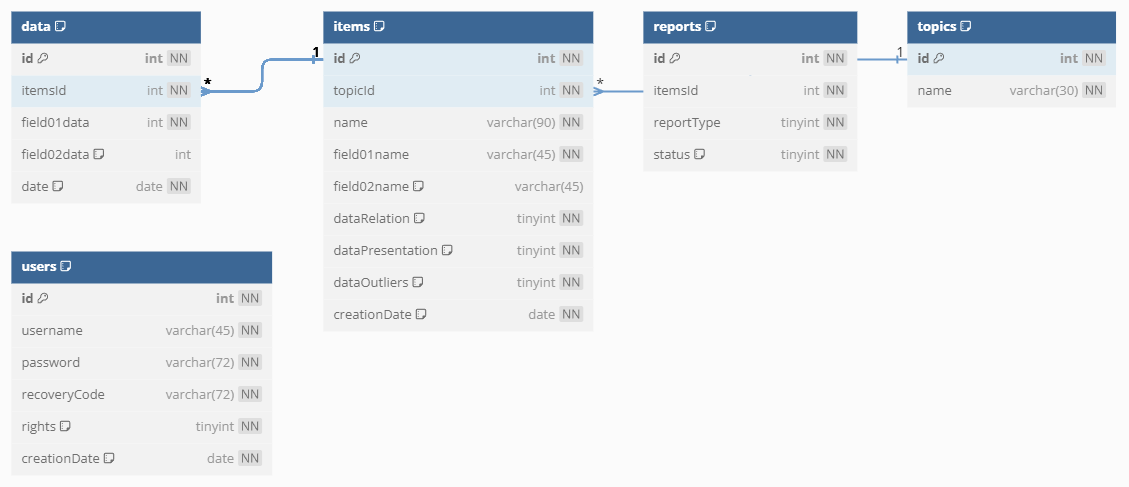 data
id int NN
itemsId int NN
field01data int NN
field02data int
date date NN
*
1
items
id int NN
topicId int NN
name varchar(90) NN
field01name varchar(45) NN
field02name varchar(45)
dataRelation tinyint NN
dataPresentation tinyint NN
dataOutliers tinyint NN
creationDate date NN
*
reports
id int NN
itemsId int NN
reportType tinyint NN
status tinyint NN
1
topics
id int NN
name varchar(30) NN
users
id int NN
username varchar(45) NN
password varchar(72) NN
recoveryCode varchar(72) NN
rights tinyint NN
creationDate date NN